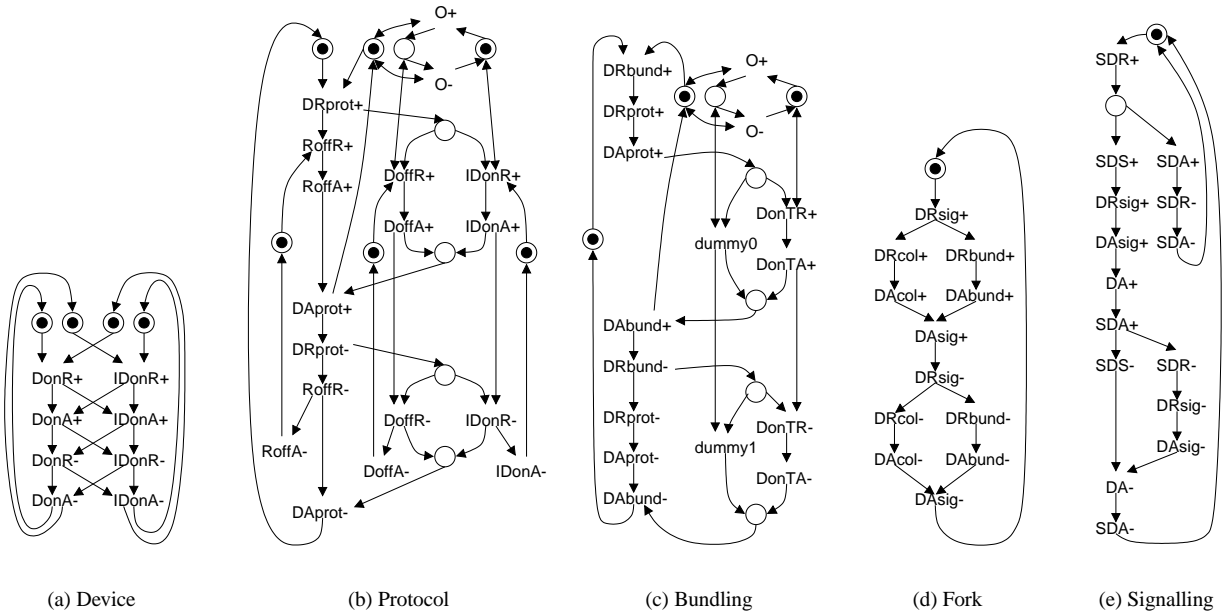 DonR+ IDonR+
DonA+ IDonA+
DonR- IDonR-
DonA- IDonA-
(a) Device
O+
O-
DRprot+
RoffR+
RoffA+
DoffR+ IDonR+
DoffA+ IDonA+
DAprot+
DRprot-
RoffR-
DoffR- IDonR-
RoffA-
DoffA- IDonA-
DAprot-
(b) Protocol
O+
DRbund+
DRprot+
O-
DAprot+
DonTR+
dummy0
DonTA+
DAbund+
DRbund-
DRprot-
DonTR-
dummy1
DAprot-
DonTA-
DAbund-
(c) Bundling
DRsig+
DRcol+ DRbund+
DAcol+ DAbund+
DAsig+
DRsig-
DRcol- DRbund-
DAcol- DAbund-
DAsig-
(d) Fork
SDR+
SDS+ SDA+
DRsig+ SDR-
DAsig+ SDA-
DA+
SDA+
SDS- SDR-
DRsig-
DAsig-
DA-
SDA-
(e) Signalling